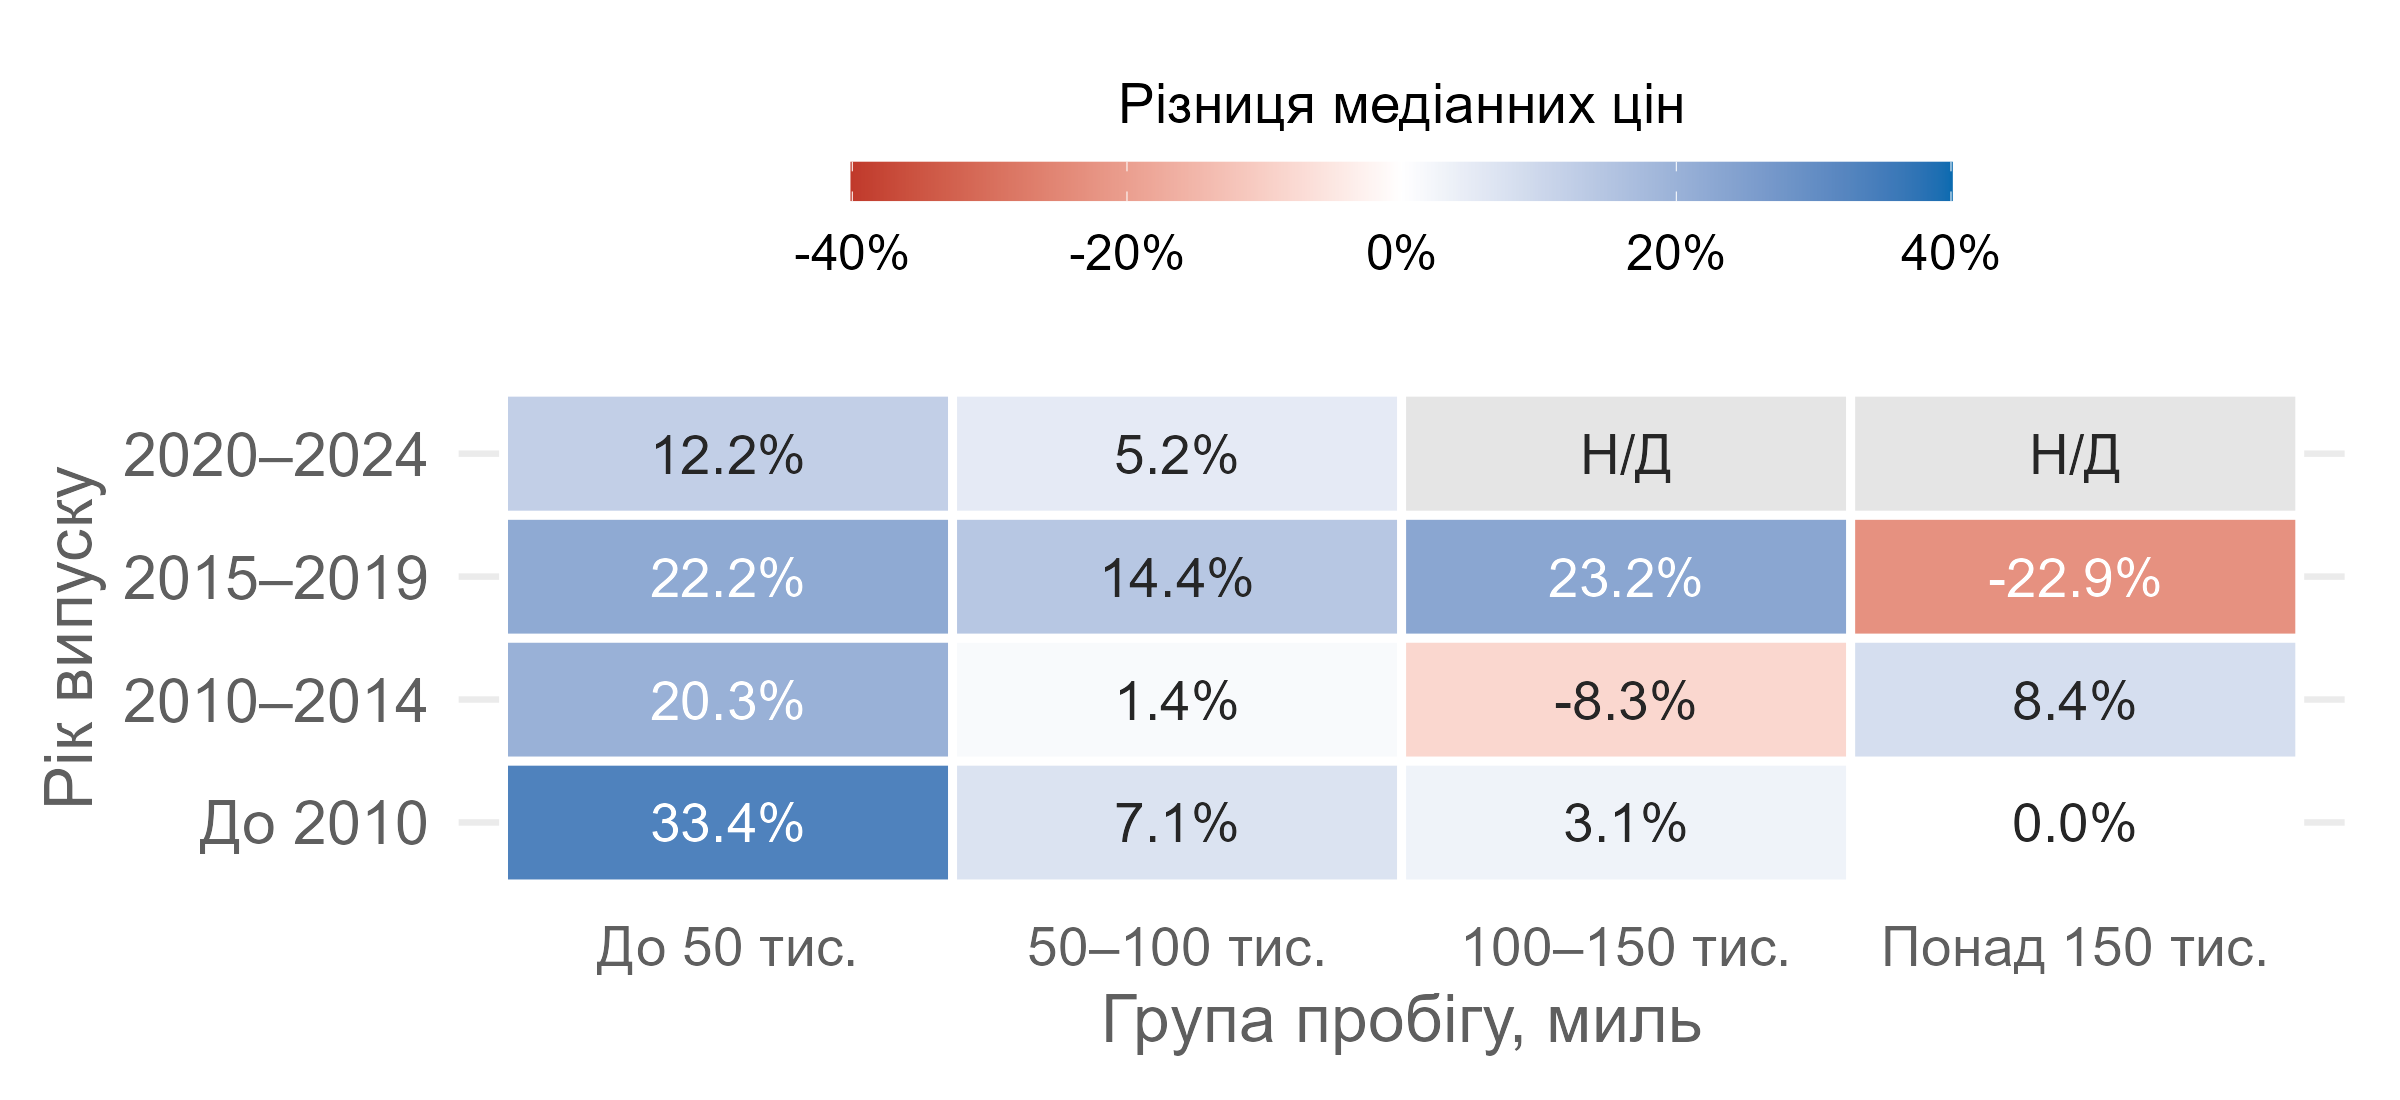 Різниця медіанних цін
-40% -20% 0% 20% 40%
Рік випуску
2020–2024 12.2% 5.2% Н/Д Н/Д
2015–2019 22.2% 14.4% 23.2% -22.9%
2010–2014 20.3% 1.4% -8.3% 8.4%
До 2010 33.4% 7.1% 3.1% 0.0%
До 50 тис. 50–100 тис. 100–150 тис. Понад 150 тис.
Група пробігу, миль